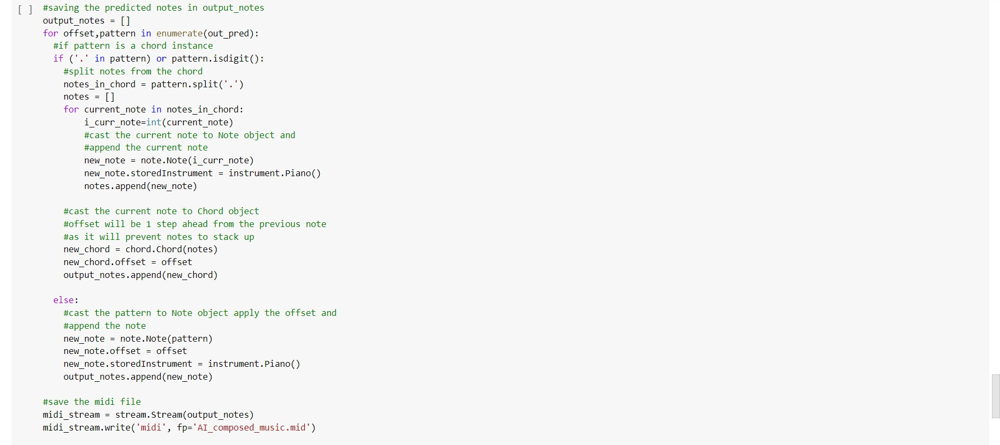 [ ] #saving the predicted notes in output_notes
output_notes = []
for offset,pattern in enumerate(out_pred):
  #if pattern is a chord instance
  if ('.' in pattern) or pattern.isdigit():
    #split notes from the chord
    notes_in_chord = pattern.split('.')
    notes = []
    for current_note in notes_in_chord:
        i_curr_note=int(current_note)
        #cast the current note to Note object and
        #append the current note
        new_note = note.Note(i_curr_note)
        new_note.storedInstrument = instrument.Piano()
        notes.append(new_note)

    #cast the current note to Chord object
    #offset will be 1 step ahead from the previous note
    #as it will prevent notes to stack up
    new_chord = chord.Chord(notes)
    new_chord.offset = offset
    output_notes.append(new_chord)

  else:
    #cast the pattern to Note object apply the offset and
    #append the note
    new_note = note.Note(pattern)
    new_note.offset = offset
    new_note.storedInstrument = instrument.Piano()
    output_notes.append(new_note)

#save the midi file
midi_stream = stream.Stream(output_notes)
midi_stream.write('midi', fp='AI_composed_music.mid')